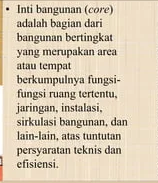 • Inti bangunan (core)
adalah bagian dari
bangunan bertingkat
yang merupakan area
atau tempat
berkumpulnya fungsi-
fungsi ruang tertentu,
jaringan, instalasi,
sirkulasi bangunan, dan
lain-lain, atas tuntutan
persyaratan teknis dan
efisiensi.